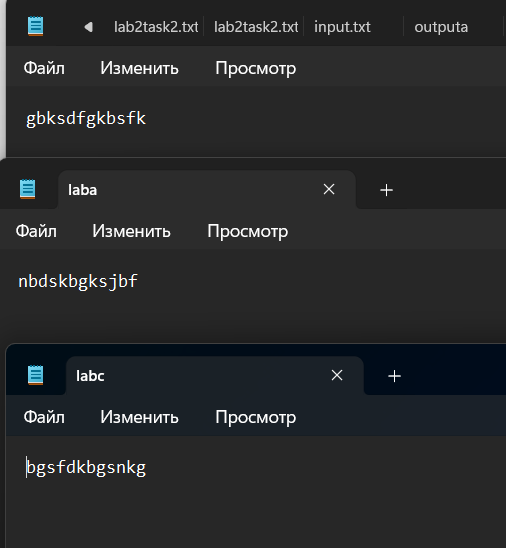 lab2task2.txt lab2task2.txt input.txt outputa
Файл Изменить Просмотр
gbksdfgkbsfk
laba
Файл Изменить Просмотр
nbdskbgksjbf
labc
Файл Изменить Просмотр
bgsfdkbgsnkg